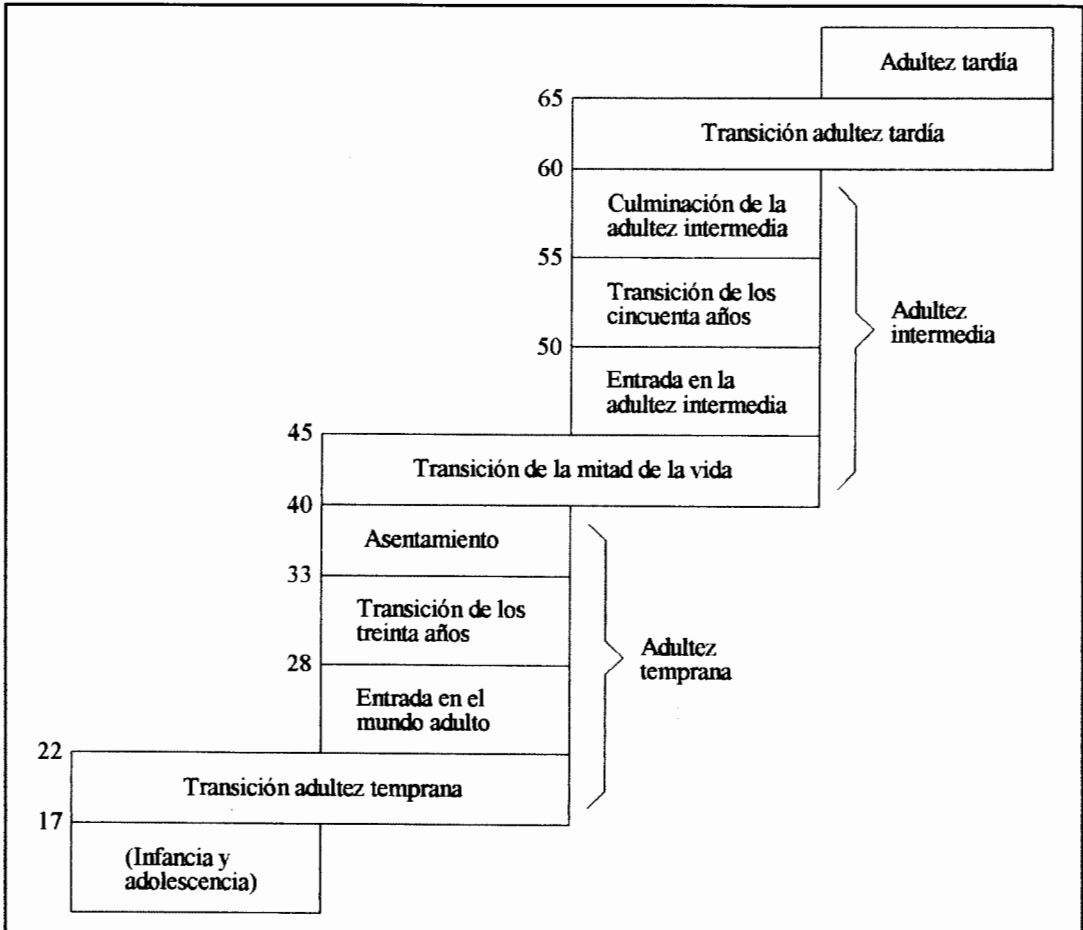 Adultez tardía
65
Transición adultez tardía
60
Culminación de la
adultez intermedia
55
Transición de los
cincuenta años
Adultez
intermedia
50
Entrada en la
adultez intermedia
45
Transición de la mitad de la vida
40
Asentamiento
33
Transición de los
treinta años
Adultez
temprana
28
Entrada en el
mundo adulto
22
Transición adultez temprana
17
(Infancia y
adolescencia)